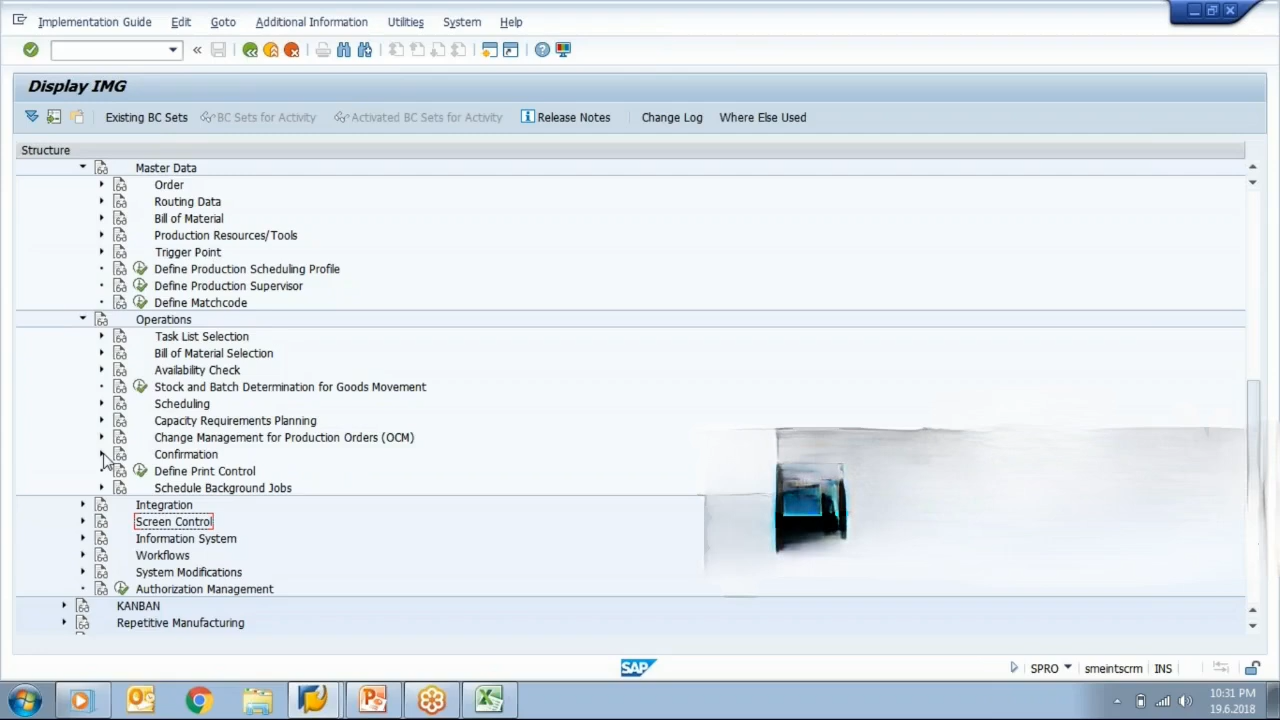 Implementation Guide Edit Goto Additional Information Utilities System Help
Display IMG
Existing BC Sets BC Sets for Activity Activated BC Sets for Activity Release Notes Change Log Where Else Used
Structure
Master Data
Order
Routing Data
Bill of Material
Production Resources/Tools
Trigger Point
Define Production Scheduling Profile
Define Production Supervisor
Define Matchcode
Operations
Task List Selection
Bill of Material Selection
Availability Check
Stock and Batch Determination for Goods Movement
Scheduling
Capacity Requirements Planning
Change Management for Production Orders (OCM)
Confirmation
Define Print Control
Schedule Background Jobs
Integration
Screen Control
Information System
Workflows
System Modifications
Authorization Management
KANBAN
Repetitive Manufacturing
SAP SPRO smeintscrm INS
10:31 PM
19.6.2018